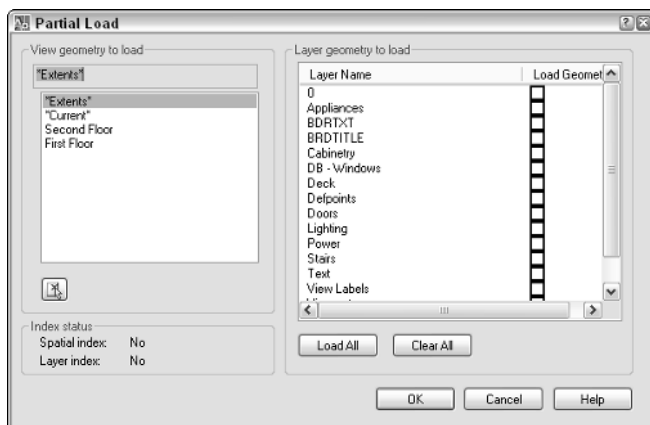 Partial Load
View geometry to load
"Extents"
"Extents"
"Current"
Second Floor
First Floor
Index status
Spatial index: No
Layer index: No
Layer geometry to load
Layer Name Load Geomet
0
Appliances
BDRTXT
BRDTITLE
Cabinetry
DB - Windows
Deck
Defpoints
Doors
Lighting
Power
Stairs
Text
View Labels
Load All Clear All
OK Cancel Help